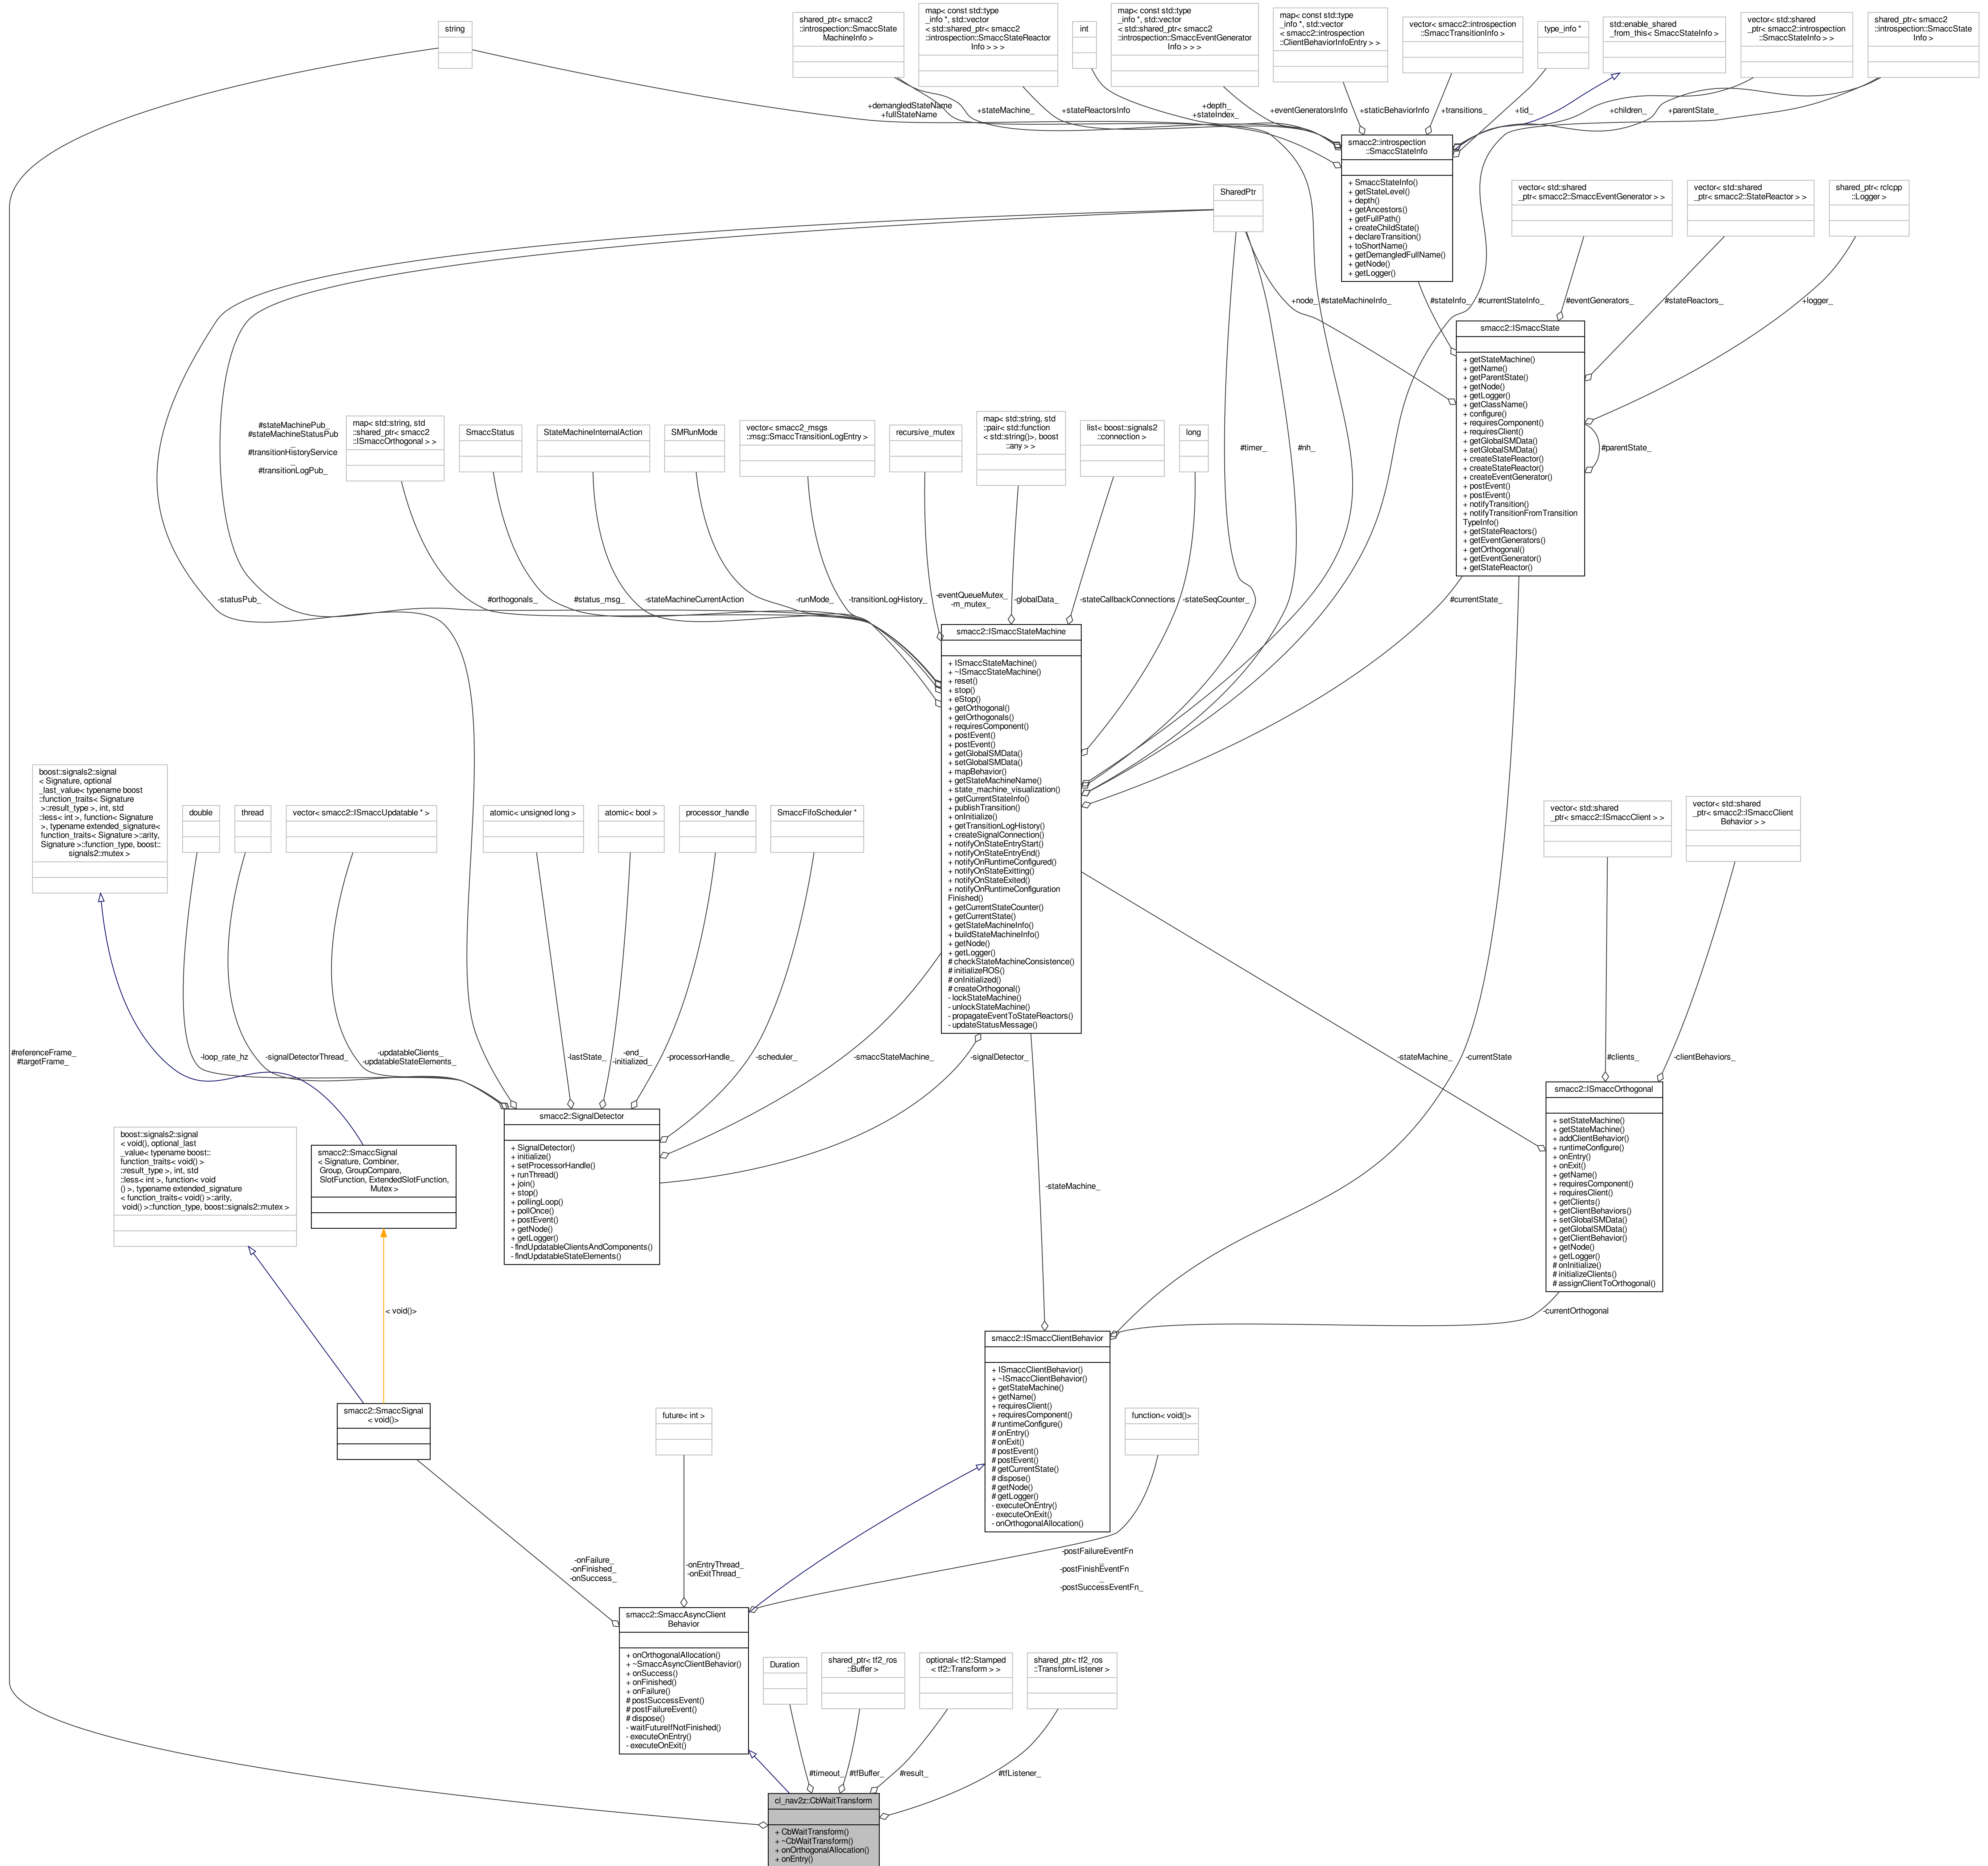 string
shared_ptr< smacc2
::introspection::SmaccState
MachineInfo >
map< const std::type
_info *, std::vector
< std::shared_ptr< smacc2
::introspection::SmaccStateReactor
Info > > >
int
map< const std::type
_info *, std::vector
< std::shared_ptr< smacc2
::introspection::SmaccEventGenerator
Info > > >
map< const std::type
_info *, std::vector
< smacc2::introspection
::ClientBehaviorInfoEntry > >
vector< smacc2::introspection
::SmaccTransitionInfo >
type_info *
std::enable_shared
_from_this< SmaccStateInfo >
vector< std::shared
_ptr< smacc2::introspection
::SmaccStateInfo > >
shared_ptr< smacc2
::introspection::SmaccState
Info >
+demangledStateName
+fullStateName
+stateMachine_
+stateReactorsInfo
+depth_
+stateIndex_
+eventGeneratorsInfo
+staticBehaviorInfo
+transitions_
+tid_
+children_
+parentState_
smacc2::introspection
::SmaccStateInfo
+ SmaccStateInfo()
+ getStateLevel()
+ depth()
+ getAncestors()
+ getFullPath()
+ createChildState()
+ declareTransition()
+ toShortName()
+ getDemangledFullName()
+ getNode()
+ getLogger()
SharedPtr
vector< std::shared
_ptr< smacc2::SmaccEventGenerator > >
vector< std::shared
_ptr< smacc2::StateReactor > >
shared_ptr< rclcpp
::Logger >
+node_
#stateMachineInfo_
#stateInfo_
#currentStateInfo_
#eventGenerators_
#stateReactors_
+logger_
smacc2::ISmaccState
+ getStateMachine()
+ getName()
+ getParentState()
+ getNode()
+ getLogger()
+ getClassName()
+ configure()
+ requiresComponent()
+ requiresClient()
+ getGlobalSMData()
+ setGlobalSMData()
+ createStateReactor()
+ createStateReactor()
+ createEventGenerator()
+ postEvent()
+ postEvent()
+ notifyTransition()
+ notifyTransitionFromTransition
TypeInfo()
+ getStateReactors()
+ getEventGenerators()
+ getOrthogonal()
+ getEventGenerator()
+ getStateReactor()
#parentState_
#stateMachinePub_
#stateMachineStatusPub
_
#transitionHistoryService
_
#transitionLogPub_
map< std::string, std
::shared_ptr< smacc2
::ISmaccOrthogonal > >
SmaccStatus
StateMachineInternalAction
SMRunMode
vector< smacc2_msgs
::msg::SmaccTransitionLogEntry >
recursive_mutex
map< std::string, std
::pair< std::function
< std::string()>, boost
::any > >
list< boost::signals2
::connection >
long
#timer_
#nh_
-statusPub_
#orthogonals_
#status_msg_
-stateMachineCurrentAction
-runMode_
-transitionLogHistory_
-eventQueueMutex_
-m_mutex_
-globalData_
-stateCallbackConnections
-stateSeqCounter_
#currentState_
smacc2::ISmaccStateMachine
+ ISmaccStateMachine()
+ ~ISmaccStateMachine()
+ reset()
+ stop()
+ eStop()
+ getOrthogonal()
+ getOrthogonals()
+ requiresComponent()
+ postEvent()
+ postEvent()
+ getGlobalSMData()
+ setGlobalSMData()
+ mapBehavior()
+ getStateMachineName()
+ state_machine_visualization()
+ getCurrentStateInfo()
+ publishTransition()
+ onInitialize()
+ getTransitionLogHistory()
+ createSignalConnection()
+ notifyOnStateEntryStart()
+ notifyOnStateEntryEnd()
+ notifyOnRuntimeConfigured()
+ notifyOnStateExitting()
+ notifyOnStateExited()
+ notifyOnRuntimeConfiguration
Finished()
+ getCurrentStateCounter()
+ getCurrentState()
+ getStateMachineInfo()
+ buildStateMachineInfo()
+ getNode()
+ getLogger()
# checkStateMachineConsistence()
# initializeROS()
# onInitialized()
# createOrthogonal()
- lockStateMachine()
- unlockStateMachine()
- propagateEventToStateReactors()
- updateStatusMessage()
boost::signals2::signal
< Signature, optional
_last_value< typename boost
::function_traits< Signature
>::result_type >, int, std
::less< int >, function< Signature
>, typename extended_signature<
function_traits< Signature >::arity,
Signature >::function_type, boost::
signals2::mutex >
double
thread
vector< smacc2::ISmaccUpdatable * >
atomic< unsigned long >
atomic< bool >
processor_handle
SmaccFifoScheduler *
vector< std::shared
_ptr< smacc2::ISmaccClient > >
vector< std::shared
_ptr< smacc2::ISmaccClient
Behavior > >
#referenceFrame_
#targetFrame_
-loop_rate_hz
-signalDetectorThread_
-updatableClients_
-updatableStateElements_
-lastState_
-end_
-initialized_
-processorHandle_
-scheduler_
-smaccStateMachine_
-signalDetector_
-stateMachine_
-currentState
#clients_
-clientBehaviors_
smacc2::SignalDetector
+ SignalDetector()
+ initialize()
+ setProcessorHandle()
+ runThread()
+ join()
+ stop()
+ pollingLoop()
+ pollOnce()
+ postEvent()
+ getNode()
+ getLogger()
- findUpdatableClientsAndComponents()
- findUpdatableStateElements()
smacc2::ISmaccOrthogonal
+ setStateMachine()
+ getStateMachine()
+ addClientBehavior()
+ runtimeConfigure()
+ onEntry()
+ onExit()
+ getName()
+ requiresComponent()
+ requiresClient()
+ getClients()
+ getClientBehaviors()
+ setGlobalSMData()
+ getGlobalSMData()
+ getClientBehavior()
+ getNode()
+ getLogger()
# onInitialize()
# initializeClients()
# assignClientToOrthogonal()
boost::signals2::signal
< void(), optional_last
_value< typename boost::
function_traits< void() >
::result_type >, int, std
::less< int >, function< void
() >, typename extended_signature
< function_traits< void() >::arity,
void() >::function_type, boost::signals2::mutex >
smacc2::SmaccSignal
< Signature, Combiner,
Group, GroupCompare,
SlotFunction, ExtendedSlotFunction,
Mutex >
-stateMachine_
< void()>
-currentOrthogonal
smacc2::ISmaccClientBehavior
+ ISmaccClientBehavior()
+ ~ISmaccClientBehavior()
+ getStateMachine()
+ getName()
+ requiresClient()
+ requiresComponent()
# runtimeConfigure()
# onEntry()
# onExit()
# postEvent()
# postEvent()
# getCurrentState()
# dispose()
# getNode()
# getLogger()
- executeOnEntry()
- executeOnExit()
- onOrthogonalAllocation()
smacc2::SmaccSignal
< void()>
future< int >
function< void()>
-onFailure_
-onFinished_
-onSuccess_
-onEntryThread_
-onExitThread_
-postFailureEventFn
_
-postFinishEventFn
_
-postSuccessEventFn_
smacc2::SmaccAsyncClient
Behavior
+ onOrthogonalAllocation()
+ ~SmaccAsyncClientBehavior()
+ onSuccess()
+ onFinished()
+ onFailure()
# postSuccessEvent()
# postFailureEvent()
# dispose()
- waitFutureIfNotFinished()
- executeOnEntry()
- executeOnExit()
Duration
shared_ptr< tf2_ros
::Buffer >
optional< tf2::Stamped
< tf2::Transform > >
shared_ptr< tf2_ros
::TransformListener >
#timeout_
#tfBuffer_
#result_
#tfListener_
cl_nav2z::CbWaitTransform
+ CbWaitTransform()
+ ~CbWaitTransform()
+ onOrthogonalAllocation()
+ onEntry()